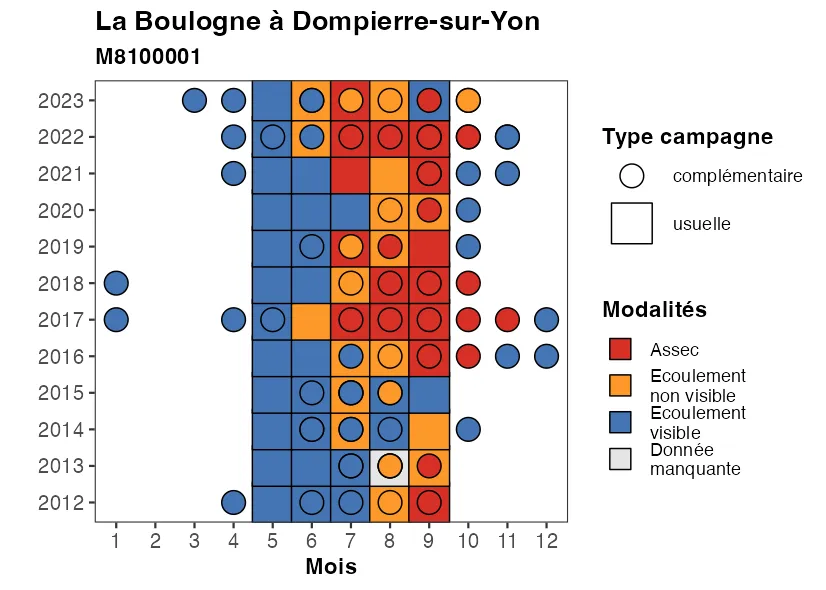 La Boulogne à Dompierre-sur-Yon
M8100001
2023
2022
2021
2020
2019
2018
2017
2016
2015
2014
2013
2012
1 2 3 4 5 6 7 8 9 10 11 12
Mois
Type campagne
complémentaire
usuelle
Modalités
Assec
Ecoulement
non visible
Ecoulement
visible
Donnée
manquante